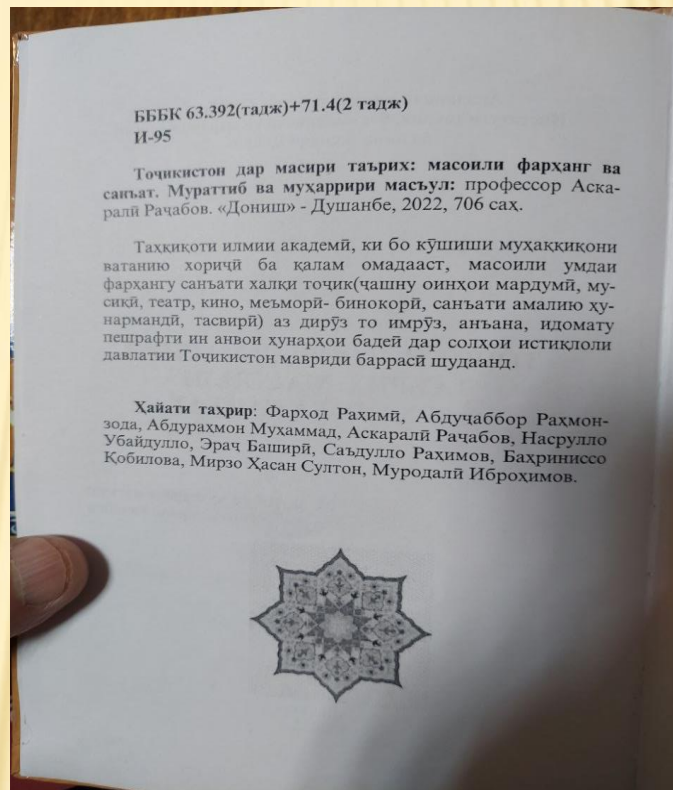 БББК 63.392(тадж)+71.4(2 тадж)
И-95
Тоҷикистон дар масири таърих: масоили фарҳанг ва
санъат. Мураттиб ва муҳаррири масъул: профессор Аска-
ралӣ Раҷабов. «Дониш» - Душанбе, 2022, 706 саҳ.
Таҳқиқоти илмии академӣ, ки бо кӯшиши муҳаққиқони
ватанию хориҷӣ ба қалам омадааст, масоили умдаи
фарҳангу санъати халқи тоҷик(ҷашну оинҳои мардумӣ, му-
сиқӣ, театр, кино, меъморӣ- бинокорӣ, санъати амалию ҳу-
нармандӣ, тасвирӣ) аз дирӯз то имрӯз, анъана, идомату
пешрафти ин анвои ҳунарҳои бадеӣ дар солҳои истиқлоли
давлатии Тоҷикистон мавриди баррасӣ шудаанд.
Ҳайати таҳрир: Фарҳод Раҳимӣ, Абдуҷаббор Раҳмон-
зода, Абдураҳмон Муҳаммад, Аскаралӣ Раҷабов, Насрулло
Убайдулло, Эраҷ Баширӣ, Саъдулло Раҳимов, Баҳриниссо
Қобилова, Мирзо Ҳасан Султон, Муродалӣ Иброҳимов.